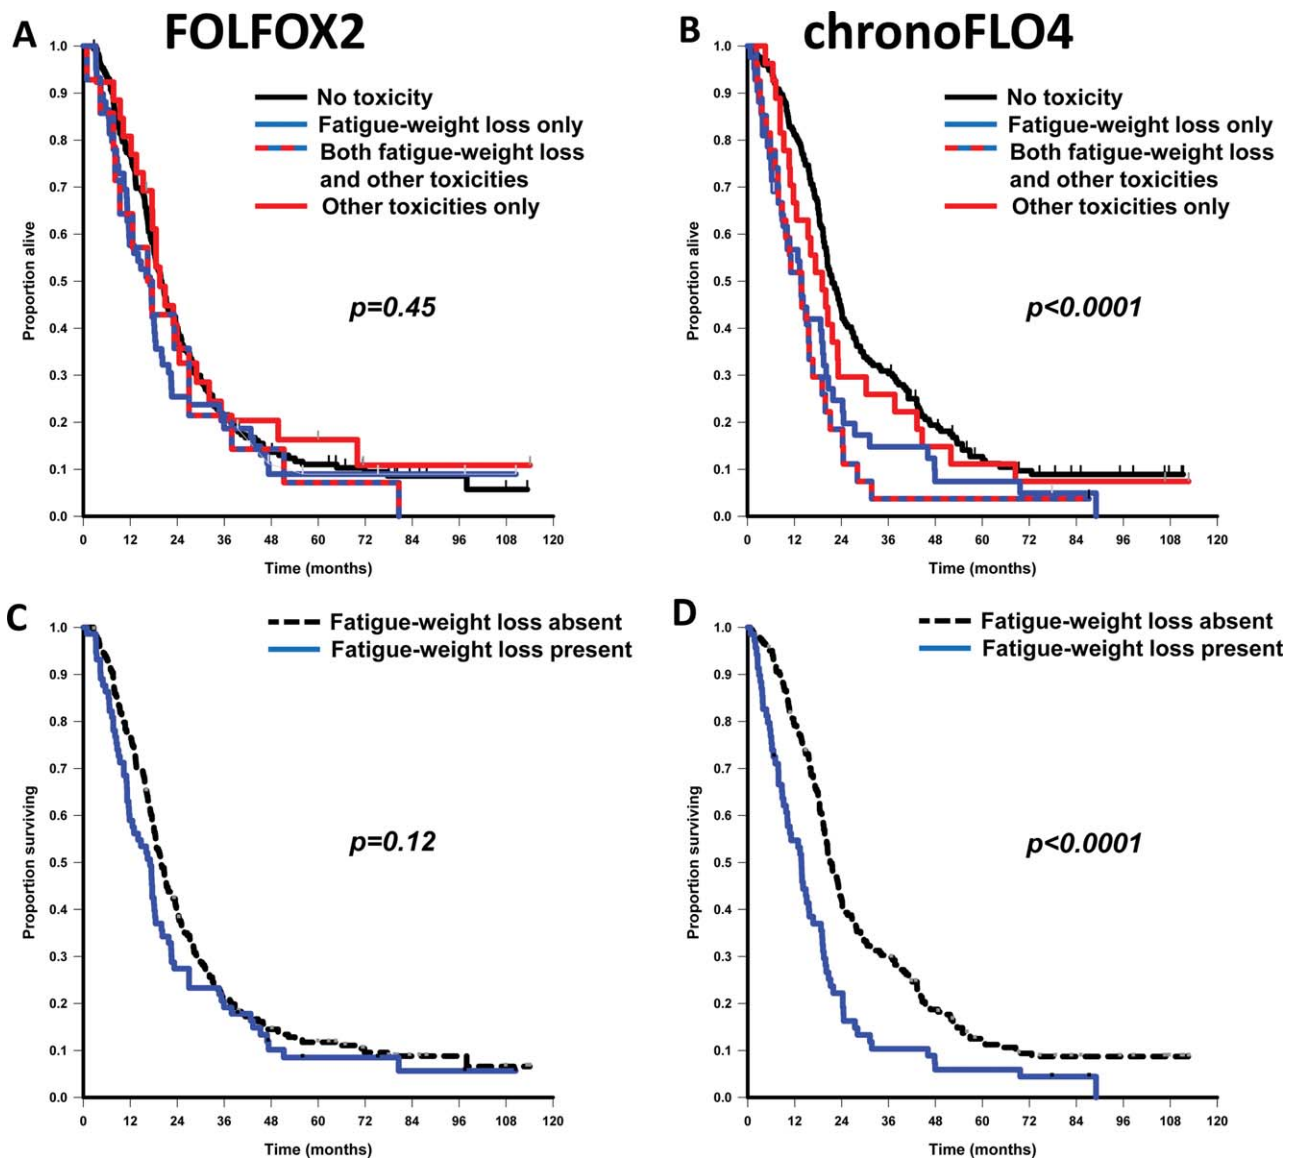 A
FOLFOX2
1.0
0.9
0.8
0.7
0.6
0.5
0.4
0.3
0.2
0.1
0.0
Proportion alive
No toxicity
Fatigue-weight loss only
Both fatigue-weight loss
and other toxicities
Other toxicities only
p=0.45
0 12 24 36 48 60 72 84 96 108 120
Time (months)
B
chronoFLO4
1.0
0.9
0.8
0.7
0.6
0.5
0.4
0.3
0.2
0.1
0.0
Proportion alive
No toxicity
Fatigue-weight loss only
Both fatigue-weight loss
and other toxicities
Other toxicities only
p<0.0001
0 12 24 36 48 60 72 84 96 108 120
Time (months)
C
1.0
0.9
0.8
0.7
0.6
0.5
0.4
0.3
0.2
0.1
0.0
Proportion surviving
Fatigue-weight loss absent
Fatigue-weight loss present
p=0.12
0 12 24 36 48 60 72 84 96 108 120
Time (months)
D
1.0
0.9
0.8
0.7
0.6
0.5
0.4
0.3
0.2
0.1
0.0
Proportion surviving
Fatigue-weight loss absent
Fatigue-weight loss present
p<0.0001
0 12 24 36 48 60 72 84 96 108 120
Time (months)